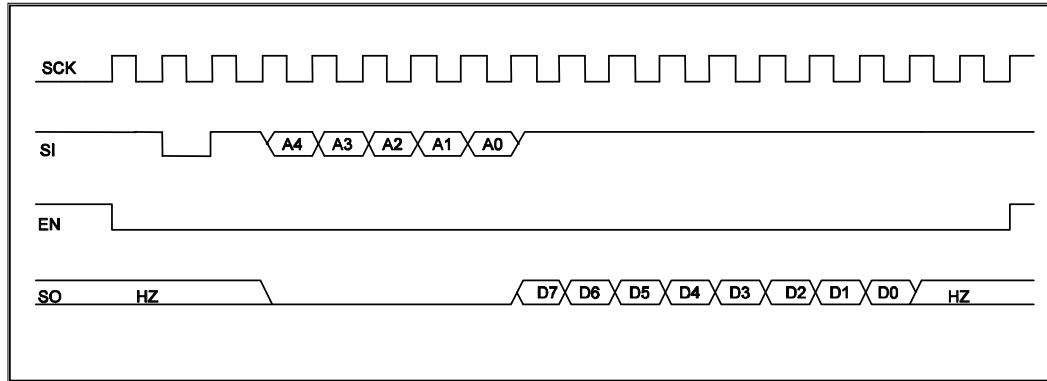 SCK
SI A4 A3 A2 A1 A0
EN
SO HZ D7 D6 D5 D4 D3 D2 D1 D0 HZ